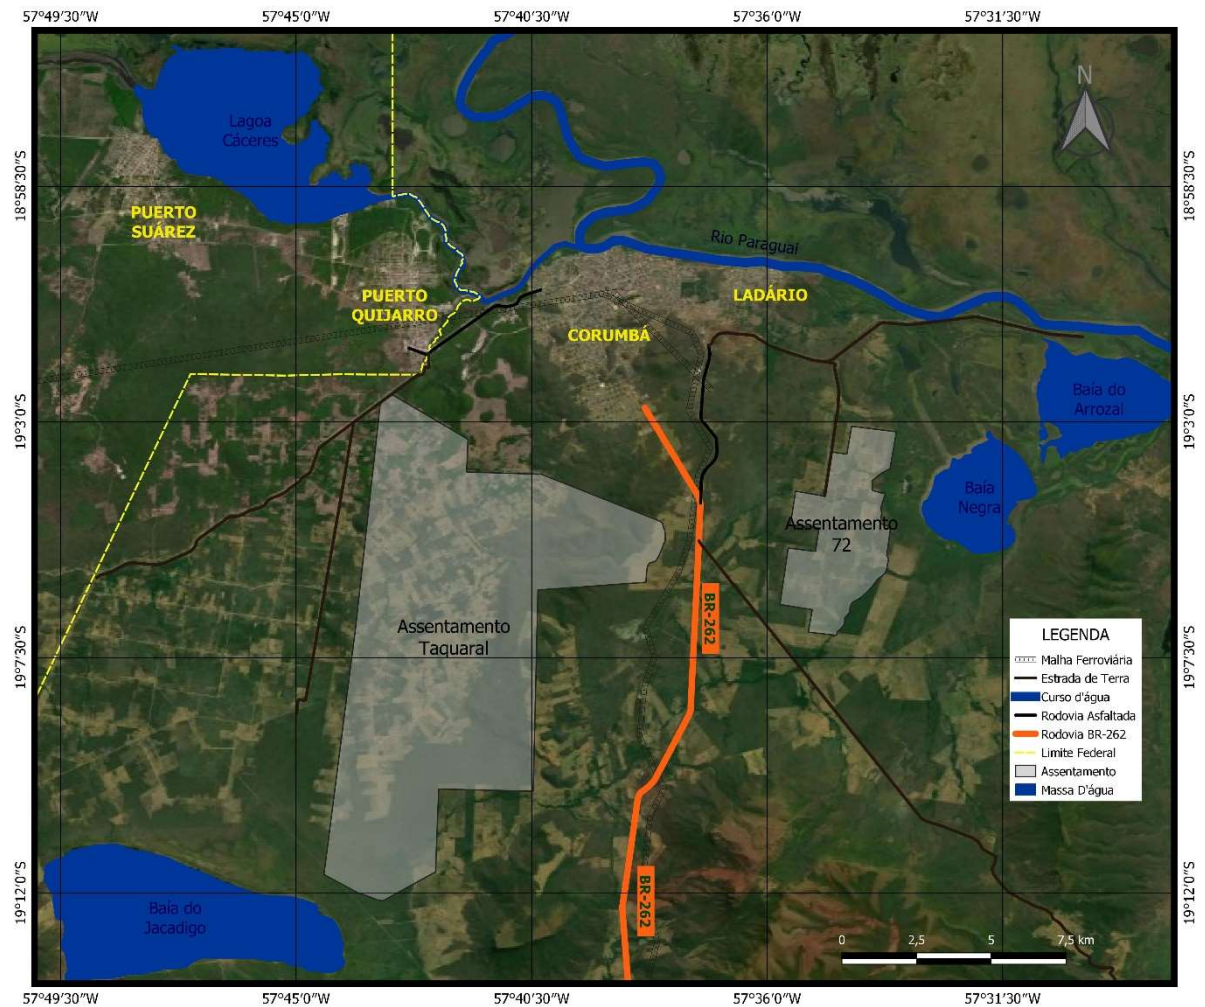 57°49'30"W
57°45'0"W
57°40'30"W
57°36'0"W
57°31'30"W
N
Lagoa
Cáceres
18°58'30"S
18°58'30"S
PUERTO
SUÁREZ
Rio Paraguai
PUERTO
QUIJARRO
LADÁRIO
CORUMBÁ
Baía do
Arrozal
19°3'0"S
19°3'0"S
Baía
Negra
Assentamento
72
BR-262
Assentamento
Taquaral
19°7'30"S
19°7'30"S
LEGENDA
Malha Ferroviária
Estrada de Terra
Curso d'água
Rodovia Asfaltada
Rodovia BR-262
Limite Federal
Assentamento
Massa D'água
BR-262
19°12'0"S
19°12'0"S
Baía do
Jacadigo
0 2,5 5 7,5 km
57°49'30"W
57°45'0"W
57°40'30"W
57°36'0"W
57°31'30"W